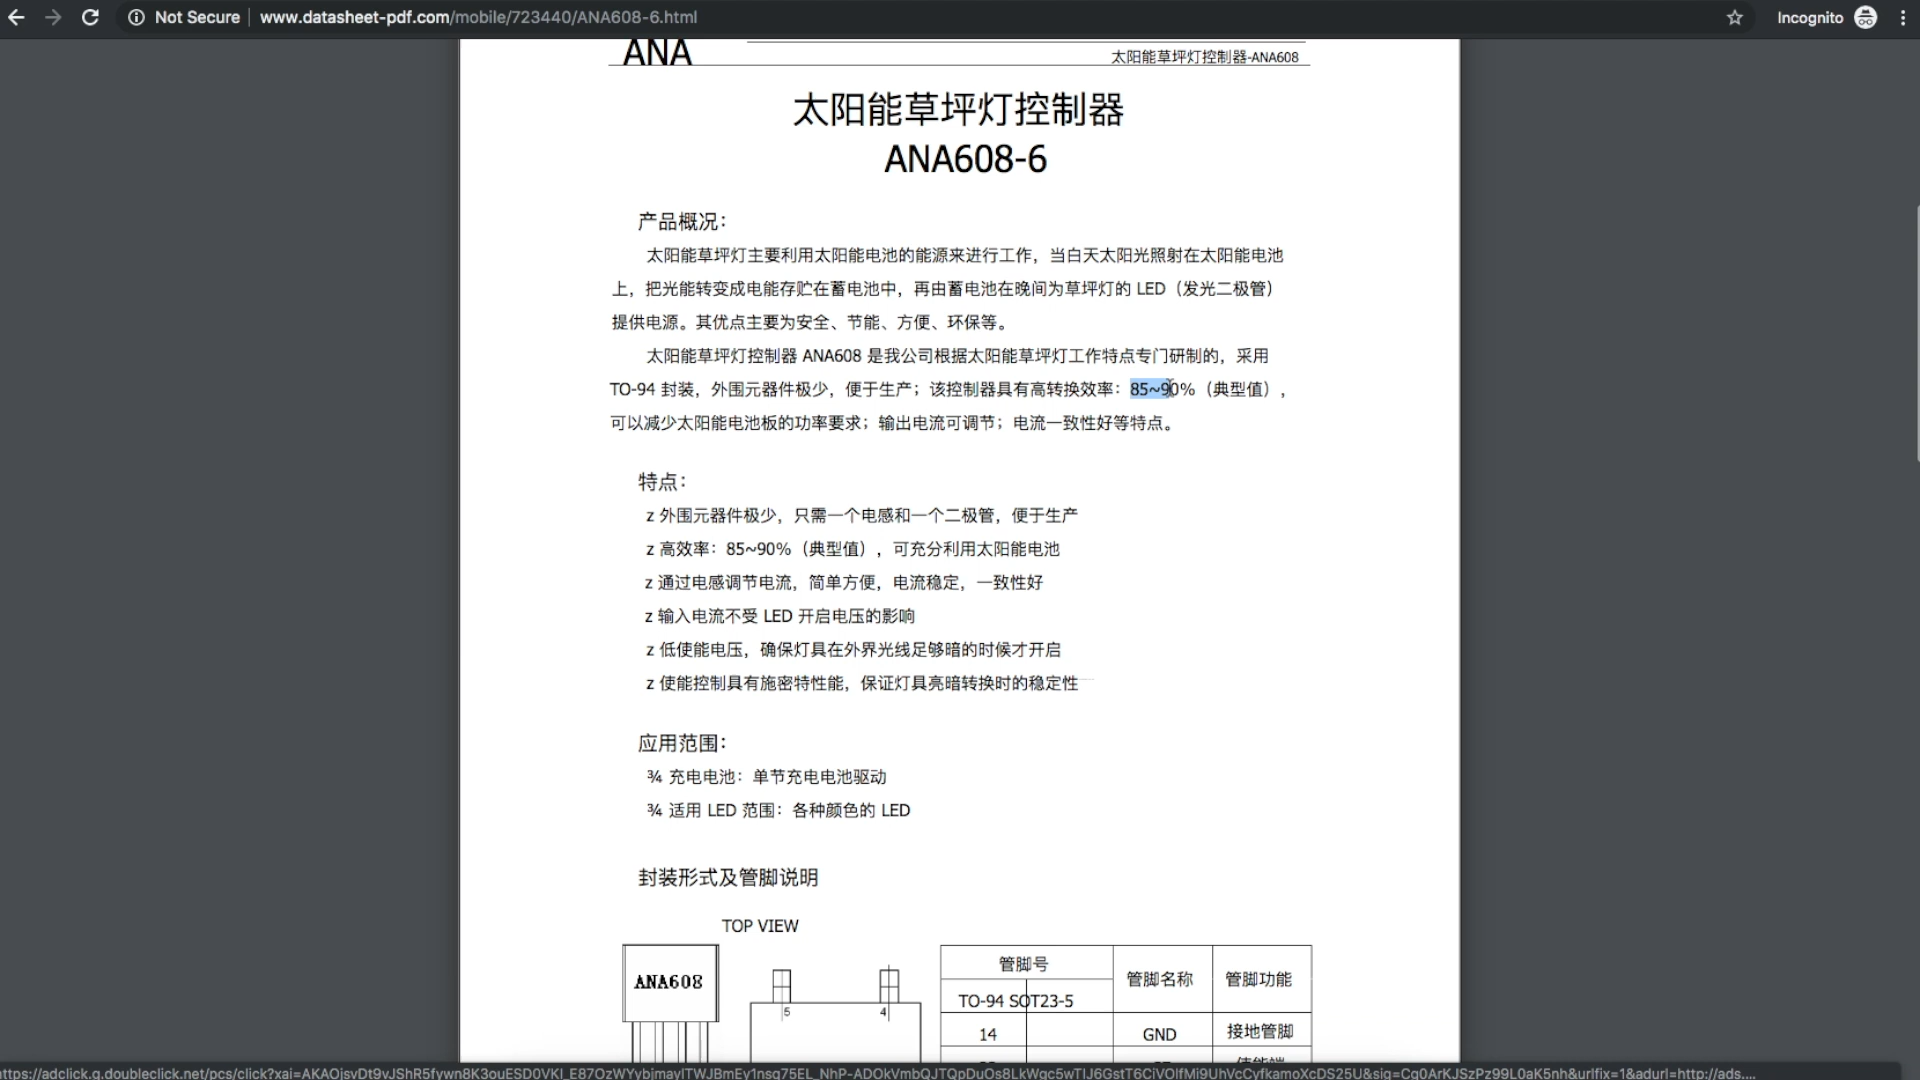 Not Secure www.datasheet-pdf.com/mobile/723440/ANA608-6.html Incognito
ANA
太阳能草坪灯控制器-ANA608
太阳能草坪灯控制器
ANA608-6
产品概况：
太阳能草坪灯主要利用太阳能电池的能源来进行工作，当白天太阳光照射在太阳能电池
上，把光能转变成电能存贮在蓄电池中，再由蓄电池在晚间为草坪灯的 LED（发光二极管）
提供电源。其优点主要为安全、节能、方便、环保等。
太阳能草坪灯控制器 ANA608 是我公司根据太阳能草坪灯工作特点专门研制的，采用
TO-94 封装，外围元器件极少，便于生产；该控制器具有高转换效率：85~90%（典型值），
可以减少太阳能电池板的功率要求；输出电流可调节；电流一致性好等特点。
特点：
z 外围元器件极少，只需一个电感和一个二极管，便于生产
z 高效率：85~90%（典型值），可充分利用太阳能电池
z 通过电感调节电流，简单方便，电流稳定，一致性好
z 输入电流不受 LED 开启电压的影响
z 低使能电压，确保灯具在外界光线足够暗的时候才开启
z 使能控制具有施密特性能，保证灯具亮暗转换时的稳定性
应用范围：
¾ 充电电池：单节充电电池驱动
¾ 适用 LED 范围：各种颜色的 LED
封装形式及管脚说明
TOP VIEW
ANA608
5 4
管脚号 管脚名称 管脚功能
TO-94 SOT23-5
14 GND 接地管脚
使能端